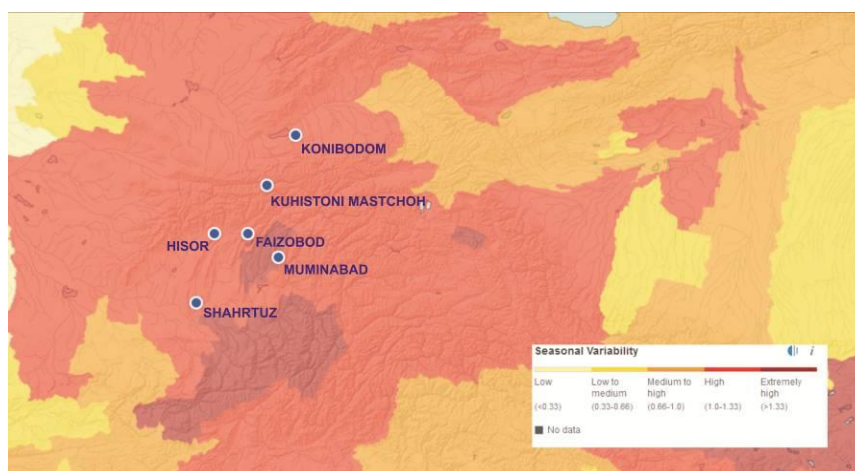 KONIBODOM
KUHISTONI MASTCHOH
HISOR
FAIZOBOD
MUMINABAD
SHAHRTUZ
Seasonal Variability
i
Low
Low to
medium
Medium to
high
High
Extremely
high
(<0.33)
(0.33-0.66)
(0.66-1.0)
(1.0-1.33)
(>1.33)
No data